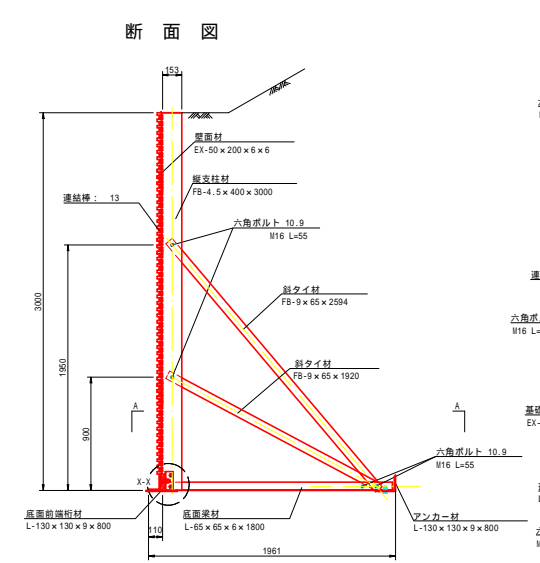 断面図
153
壁面材
EX-50×200×6×6
縦支柱材
FB-4.5×400×3000
連結棒： 13
六角ボルト 10.9
M16 L=55
斜タイ材
FB-9×65×2594
斜タイ材
FB-9×65×1920
3000
1950
900
A
A
六角ボルト 10.9
M16 L=55
X-X
底面前端桁材
L-130×130×9×800
底面梁材
L-65×65×6×1800
アンカー材
L-130×130×9×800
110
1961
連
六角ボ
M16 L=
基礎
EX-